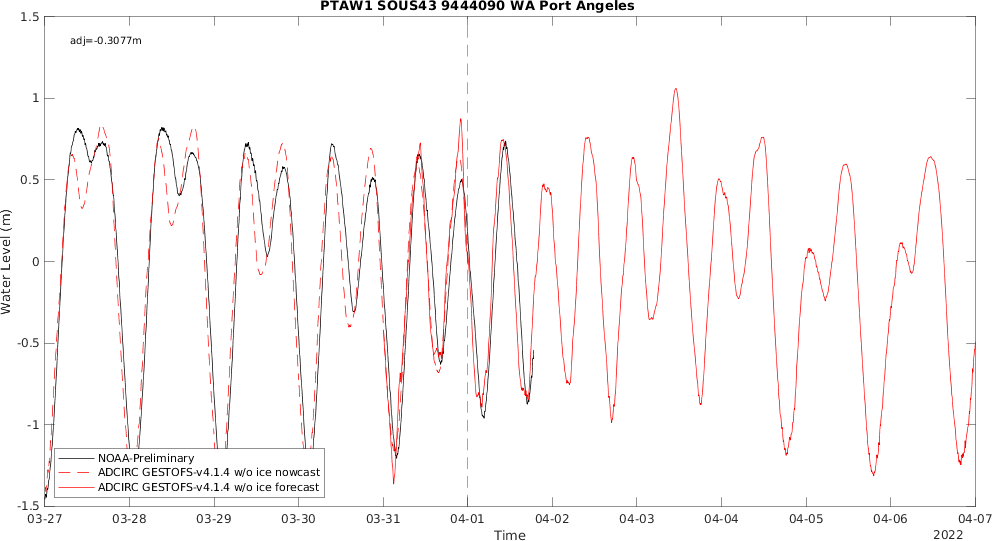 PTAW1 SOUS43 9444090 WA Port Angeles
adj=-0.3077m
1.5
1
0.5
0
-0.5
-1
-1.5
Water Level (m)
NOAA-Preliminary
ADCIRC GESTOFS-v4.1.4 w/o ice nowcast
ADCIRC GESTOFS-v4.1.4 w/o ice forecast
03-27 03-28 03-29 03-30 03-31 04-01 04-02 04-03 04-04 04-05 04-06 04-07
Time
2022